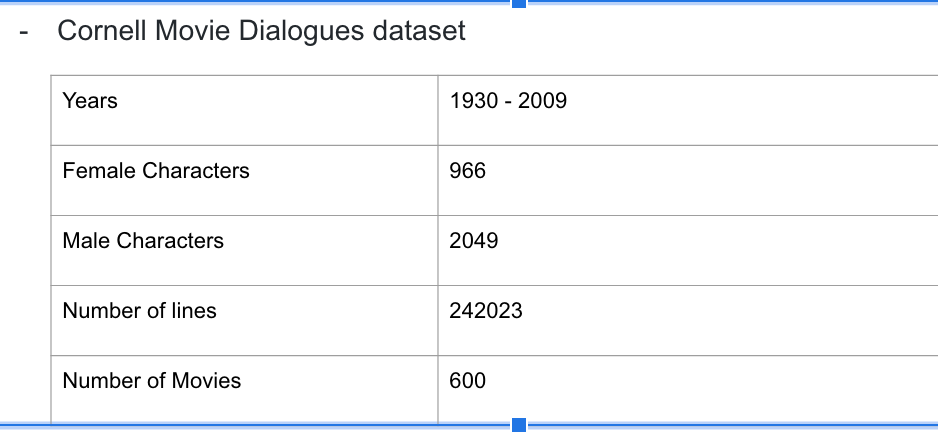 - Cornell Movie Dialogues dataset
Years 1930 - 2009
Female Characters 966
Male Characters 2049
Number of lines 242023
Number of Movies 600